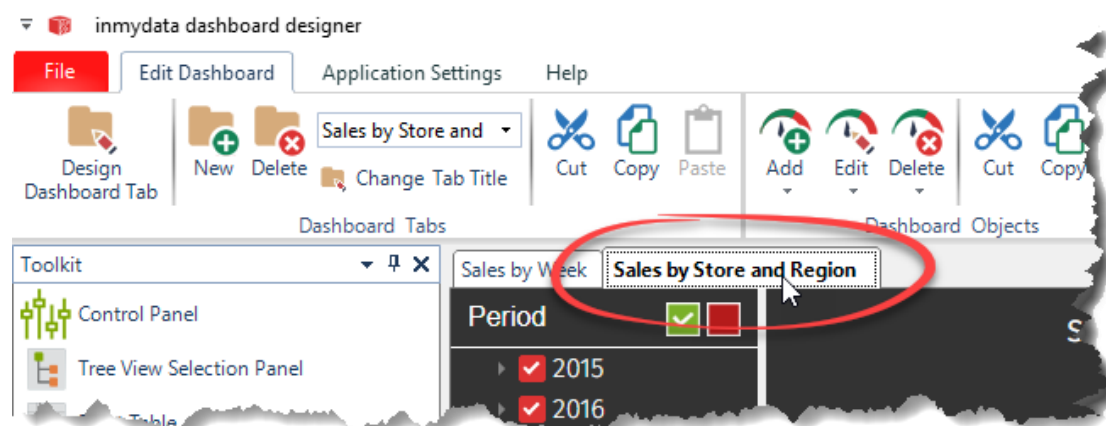 inmydata dashboard designer
File Edit Dashboard Application Settings Help
Design Dashboard Tab
New Delete
Sales by Store and
Change Tab Title
Cut Copy Paste
Add Edit Delete
Cut Copy
Dashboard Tabs
Dashboard Objects
Toolkit
Sales by Week
Sales by Store and Region
Control Panel
Period
Tree View Selection Panel
2015
2016